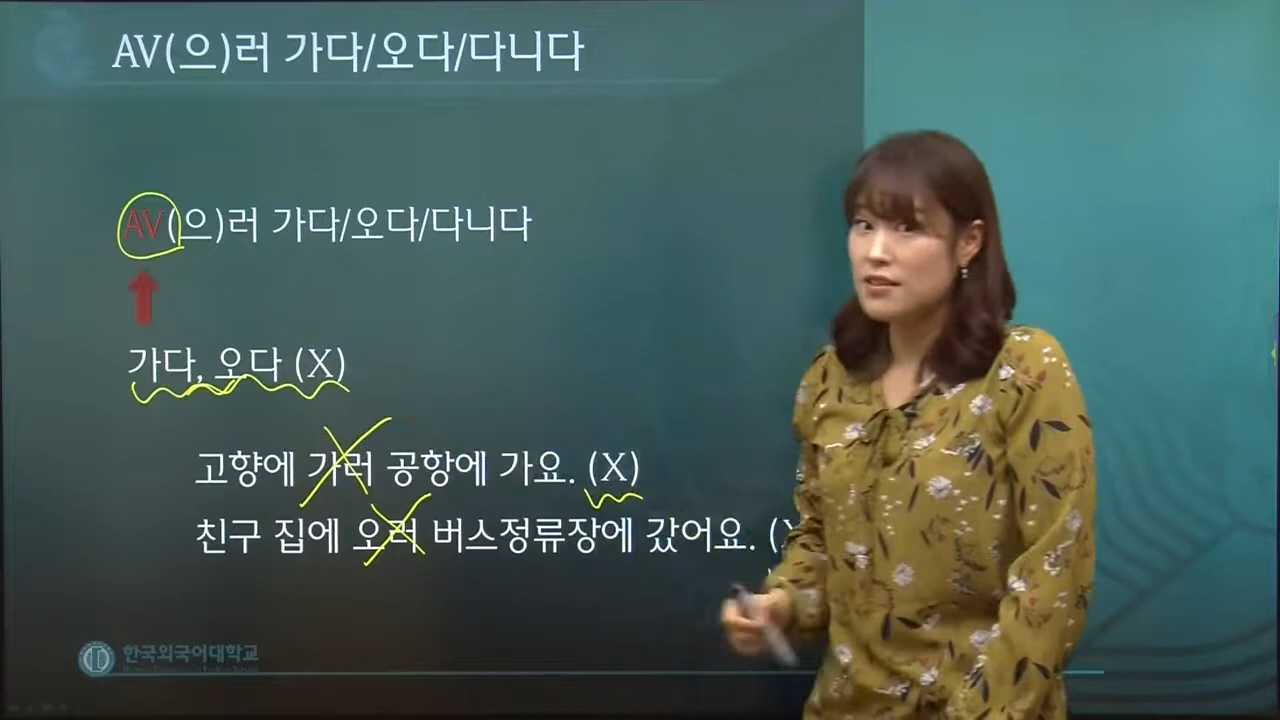 AV(으)러 가다/오다/다니다
AV(으)러 가다/오다/다니다
가다, 오다 (X)
고향에 가러 공항에 가요. (X)
친구 집에 오러 버스정류장에 갔어요.
한국외국어대학교